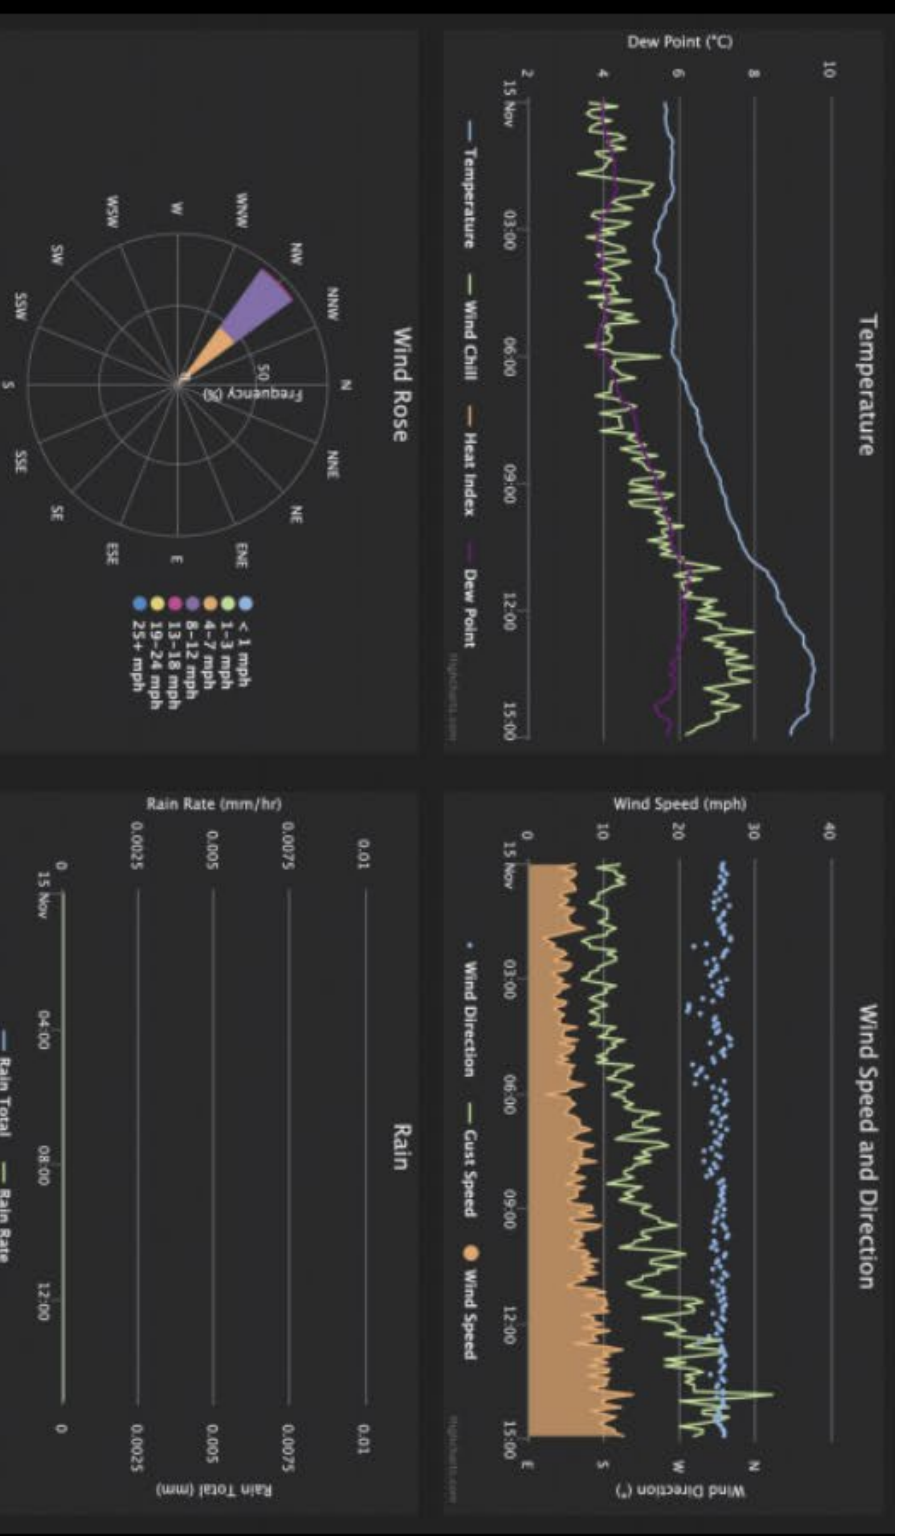 Temperature
Dew Point (°C)
10
8
6
4
2
15 Nov
03:00
06:00
09:00
12:00
15:00
Temperature
Wind Chill
Heat Index
Dew Point
Highcharts.com
Wind Speed and Direction
Wind Speed (mph)
40
30
20
10
0
N
W
S
E
Wind Direction (°)
15 Nov
03:00
06:00
09:00
12:00
15:00
Wind Direction
Gust Speed
Wind Speed
Highcharts.com
Wind Rose
N
NNE
NE
ENE
E
ESE
SE
SSE
S
SSW
SW
WSW
W
WNW
NW
NNW
Frequency (%)
50
< 1 mph
1-3 mph
4-7 mph
8-12 mph
13-18 mph
19-24 mph
25+ mph
Rain
Rain Rate (mm/hr)
0.01
0.0075
0.005
0.0025
0
0.01
0.0075
0.005
0.0025
0
Rain Total (mm)
15 Nov
04:00
08:00
12:00
Rain Total
Rain Rate